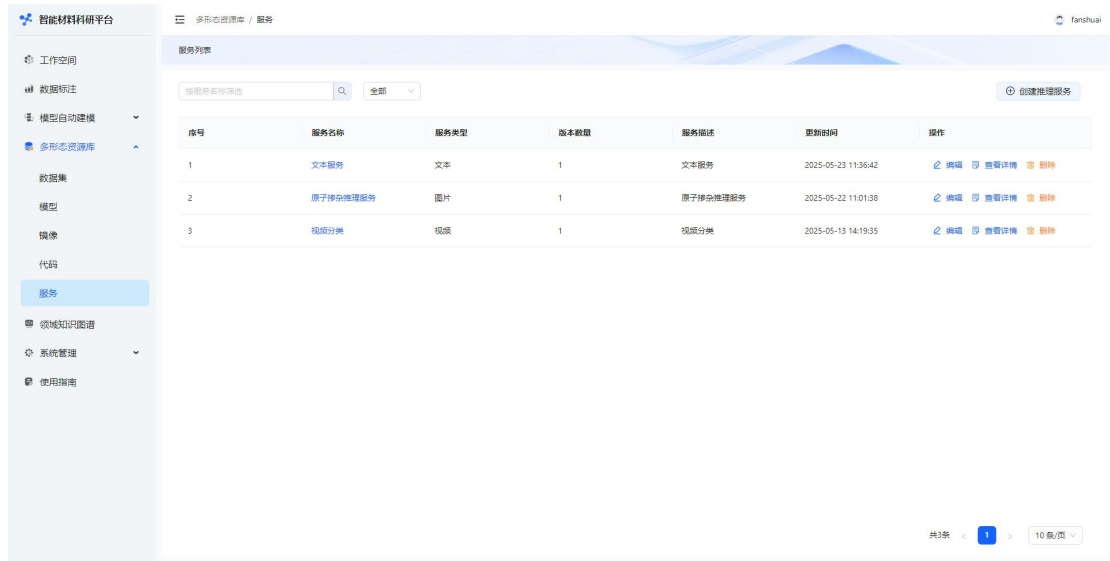 智能材料科研平台
多形态资源库 / 服务
fanshuai
工作空间
数据标注
模型自动建模
多形态资源库
数据集
模型
镜像
代码
服务
领域知识图谱
系统管理
使用指南
服务列表
按服务名称筛选 全部 创建推理服务
序号 服务名称 服务类型 版本数量 服务描述 更新时间 操作
1 文本服务 文本 1 文本服务 2025-05-23 11:36:42 编辑 查看详情 删除
2 原子掺杂推理服务 图片 1 原子掺杂推理服务 2025-05-22 11:01:38 编辑 查看详情 删除
3 视频分类 视频 1 视频分类 2025-05-13 14:19:35 编辑 查看详情 删除
共3条 < 1 > 10 条/页